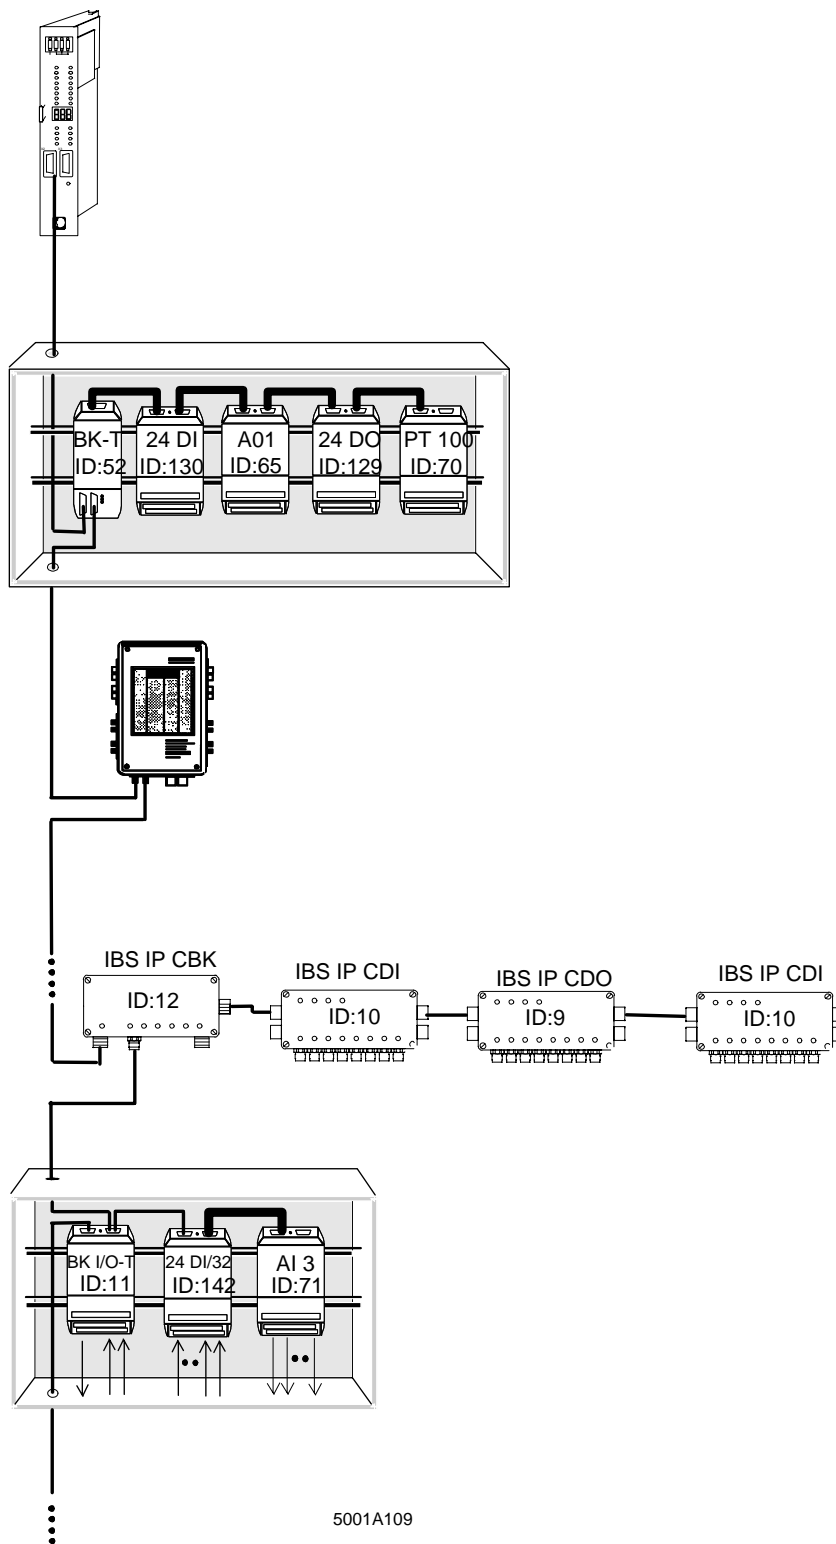 BK-T
ID:52
24 DI
ID:130
A01
ID:65
24 DO
ID:129
PT 100
ID:70
IBS IP CBK
ID:12
IBS IP CDI
ID:10
IBS IP CDO
ID:9
IBS IP CDI
ID:10
BK I/O-T
ID:11
24 DI/32
ID:142
AI 3
ID:71
5001A109